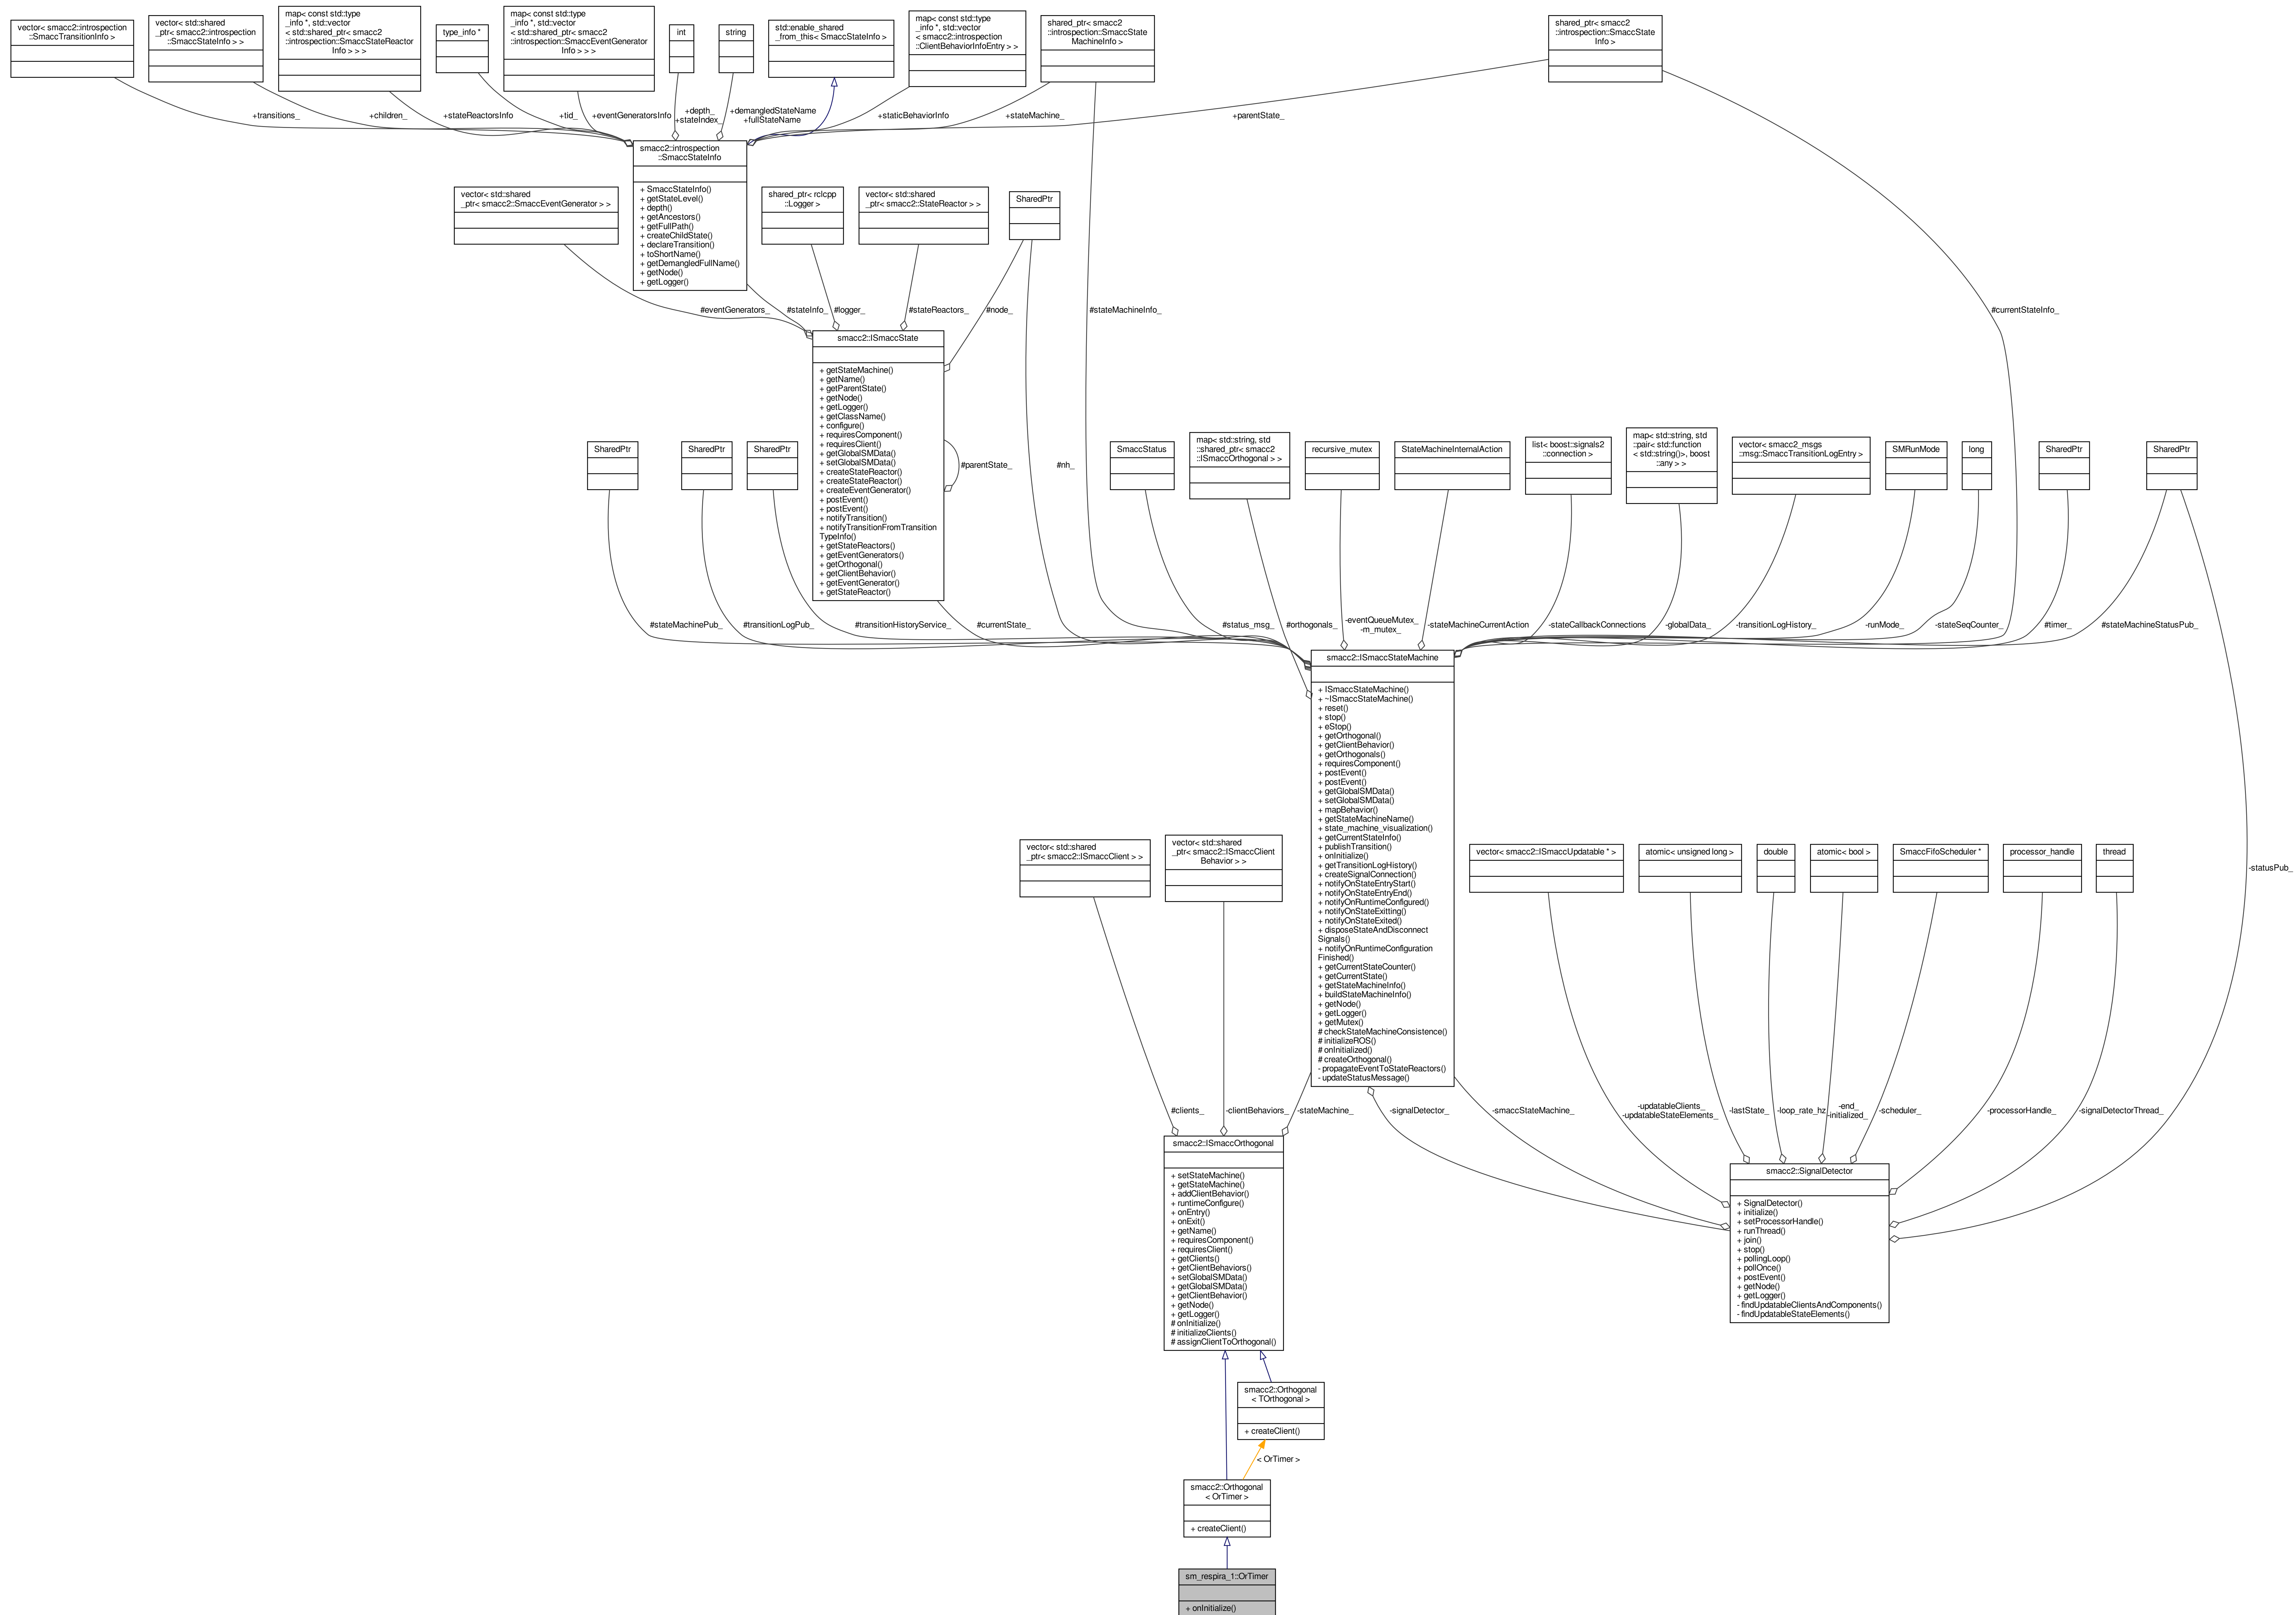 vector< smacc2::introspection
::SmaccTransitionInfo >
vector< std::shared
_ptr< smacc2::introspection
::SmaccStateInfo > >
map< const std::type
_info *, std::vector
< std::shared_ptr< smacc2
::introspection::SmaccStateReactor
Info > > >
type_info *
map< const std::type
_info *, std::vector
< std::shared_ptr< smacc2
::introspection::SmaccEventGenerator
Info > > >
int
string
std::enable_shared
_from_this< SmaccStateInfo >
map< const std::type
_info *, std::vector
< smacc2::introspection
::ClientBehaviorInfoEntry > >
shared_ptr< smacc2
::introspection::SmaccState
MachineInfo >
shared_ptr< smacc2
::introspection::SmaccState
Info >
+transitions_
+children_
+stateReactorsInfo
+tid_
+eventGeneratorsInfo
+depth_
+stateIndex_
+demangledStateName
+fullStateName
+staticBehaviorInfo
+stateMachine_
+parentState_
smacc2::introspection
::SmaccStateInfo
+ SmaccStateInfo()
+ getStateLevel()
+ depth()
+ getAncestors()
+ getFullPath()
+ createChildState()
+ declareTransition()
+ toShortName()
+ getDemangledFullName()
+ getNode()
+ getLogger()
vector< std::shared
_ptr< smacc2::SmaccEventGenerator > >
shared_ptr< rclcpp
::Logger >
vector< std::shared
_ptr< smacc2::StateReactor > >
SharedPtr
#eventGenerators_
#stateInfo_
#logger_
#stateReactors_
#node_
#stateMachineInfo_
#currentStateInfo_
smacc2::ISmaccState
+ getStateMachine()
+ getName()
+ getParentState()
+ getNode()
+ getLogger()
+ getClassName()
+ configure()
+ requiresComponent()
+ requiresClient()
+ getGlobalSMData()
+ setGlobalSMData()
+ createStateReactor()
+ createStateReactor()
+ createEventGenerator()
+ postEvent()
+ postEvent()
+ notifyTransition()
+ notifyTransitionFromTransition
TypeInfo()
+ getStateReactors()
+ getEventGenerators()
+ getOrthogonal()
+ getClientBehavior()
+ getEventGenerator()
+ getStateReactor()
#parentState_
#nh_
SharedPtr
SharedPtr
SharedPtr
SmaccStatus
map< std::string, std
::shared_ptr< smacc2
::ISmaccOrthogonal > >
recursive_mutex
StateMachineInternalAction
list< boost::signals2
::connection >
map< std::string, std
::pair< std::function
< std::string()>, boost
::any > >
vector< smacc2_msgs
::msg::SmaccTransitionLogEntry >
SMRunMode
long
SharedPtr
SharedPtr
#stateMachinePub_
#transitionLogPub_
#transitionHistoryService_
#currentState_
#status_msg_
#orthogonals_
-eventQueueMutex_
-m_mutex_
-stateMachineCurrentAction
-stateCallbackConnections
-globalData_
-transitionLogHistory_
-runMode_
-stateSeqCounter_
#timer_
#stateMachineStatusPub_
smacc2::ISmaccStateMachine
+ ISmaccStateMachine()
+ ~ISmaccStateMachine()
+ reset()
+ stop()
+ eStop()
+ getOrthogonal()
+ getClientBehavior()
+ getOrthogonals()
+ requiresComponent()
+ postEvent()
+ postEvent()
+ getGlobalSMData()
+ setGlobalSMData()
+ mapBehavior()
+ getStateMachineName()
+ state_machine_visualization()
+ getCurrentStateInfo()
+ publishTransition()
+ onInitialize()
+ getTransitionLogHistory()
+ createSignalConnection()
+ notifyOnStateEntryStart()
+ notifyOnStateEntryEnd()
+ notifyOnRuntimeConfigured()
+ notifyOnStateExitting()
+ notifyOnStateExited()
+ disposeStateAndDisconnect
Signals()
+ notifyOnRuntimeConfiguration
Finished()
+ getCurrentStateCounter()
+ getCurrentState()
+ getStateMachineInfo()
+ buildStateMachineInfo()
+ getNode()
+ getLogger()
+ getMutex()
# checkStateMachineConsistence()
# initializeROS()
# onInitialized()
# createOrthogonal()
- propagateEventToStateReactors()
- updateStatusMessage()
vector< std::shared
_ptr< smacc2::ISmaccClient > >
vector< std::shared
_ptr< smacc2::ISmaccClient
Behavior > >
vector< smacc2::ISmaccUpdatable * >
atomic< unsigned long >
double
atomic< bool >
SmaccFifoScheduler *
processor_handle
thread
-statusPub_
#clients_
-clientBehaviors_
-stateMachine_
-signalDetector_
-smaccStateMachine_
-updatableClients_
-updatableStateElements_
-lastState_
-loop_rate_hz
-end_
-initialized_
-scheduler_
-processorHandle_
-signalDetectorThread_
smacc2::ISmaccOrthogonal
+ setStateMachine()
+ getStateMachine()
+ addClientBehavior()
+ runtimeConfigure()
+ onEntry()
+ onExit()
+ getName()
+ requiresComponent()
+ requiresClient()
+ getClients()
+ getClientBehaviors()
+ setGlobalSMData()
+ getGlobalSMData()
+ getClientBehavior()
+ getNode()
+ getLogger()
# onInitialize()
# initializeClients()
# assignClientToOrthogonal()
smacc2::SignalDetector
+ SignalDetector()
+ initialize()
+ setProcessorHandle()
+ runThread()
+ join()
+ stop()
+ pollingLoop()
+ pollOnce()
+ postEvent()
+ getNode()
+ getLogger()
- findUpdatableClientsAndComponents()
- findUpdatableStateElements()
smacc2::Orthogonal
< TOrthogonal >
+ createClient()
< OrTimer >
smacc2::Orthogonal
< OrTimer >
+ createClient()
sm_respira_1::OrTimer
+ onInitialize()